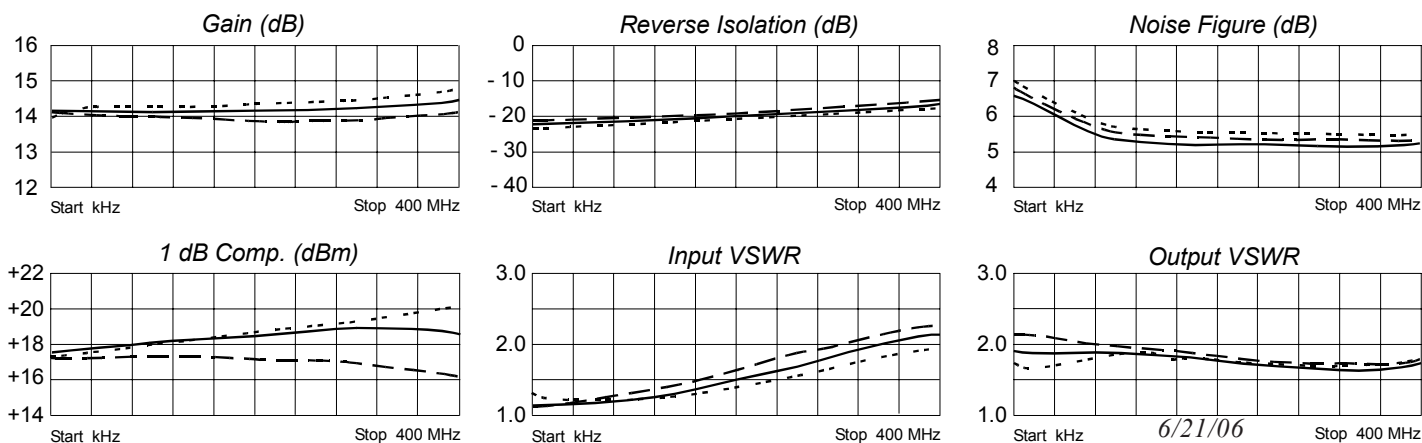 Gain (dB)
16
15
14
13
12
Start kHz
Stop 400 MHz
Reverse Isolation (dB)
0
- 10
- 20
- 30
- 40
Start kHz
Stop 400 MHz
Noise Figure (dB)
8
7
6
5
4
Start kHz
Stop 400 MHz
1 dB Comp. (dBm)
+22
+20
+18
+16
+14
Start kHz
Stop 400 MHz
Input VSWR
3.0
2.0
1.0
Start kHz
Stop 400 MHz
Output VSWR
3.0
2.0
1.0
Start kHz
6/21/06
Stop 400 MHz